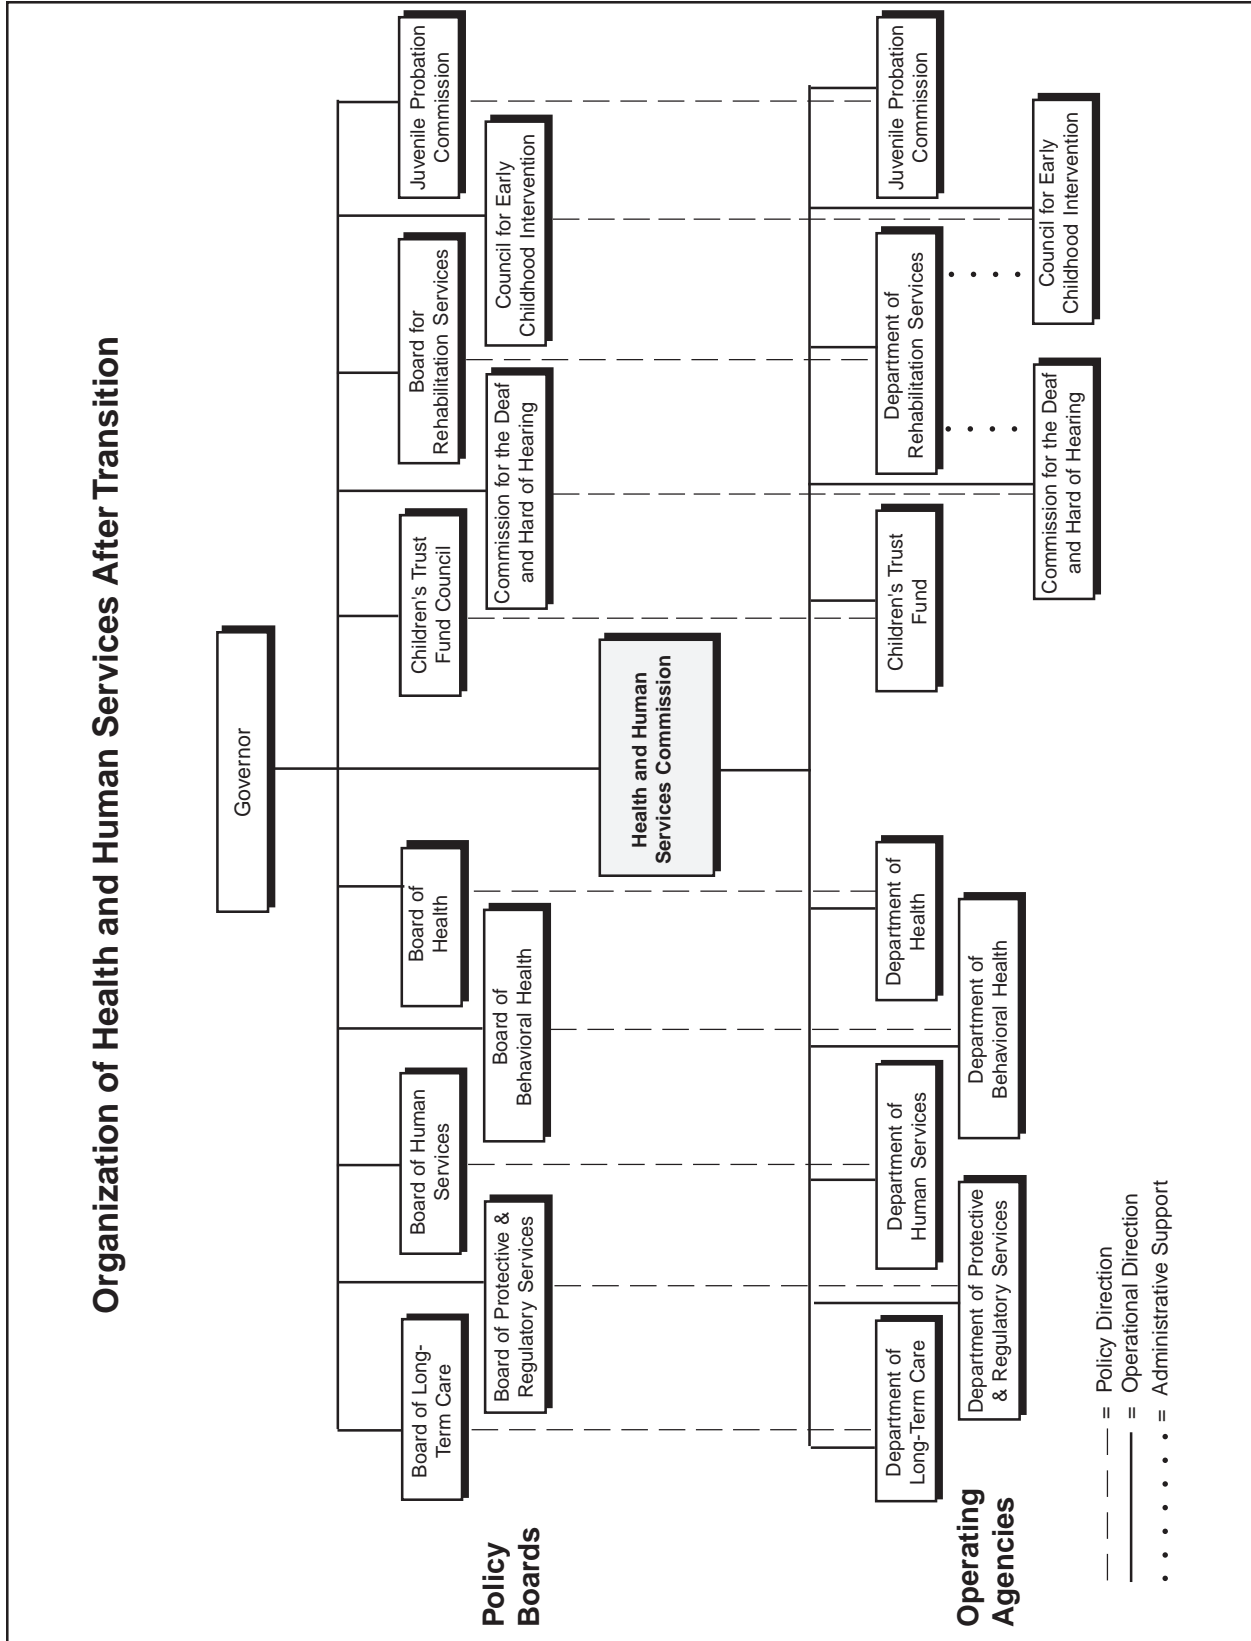 Organization of Health and Human Services After Transition
Governor
Policy
Boards
Board of Long-
Term Care
Board of Protective &
Regulatory Services
Board of Human
Services
Board of
Behavioral Health
Board of
Health
Children's Trust
Fund Council
Commission for the Deaf
and Hard of Hearing
Board for
Rehabilitation Services
Council for Early
Childhood Intervention
Juvenile Probation
Commission
Health and Human
Services Commission
Operating
Agencies
Department of
Long-Term Care
Department of Protective
& Regulatory Services
Department of
Human Services
Department of
Behavioral Health
Department of
Health
Children's Trust
Fund
Commission for the Deaf
and Hard of Hearing
Department of
Rehabilitation Services
Council for Early
Childhood Intervention
Juvenile Probation
Commission
= Policy Direction
= Operational Direction
= Administrative Support